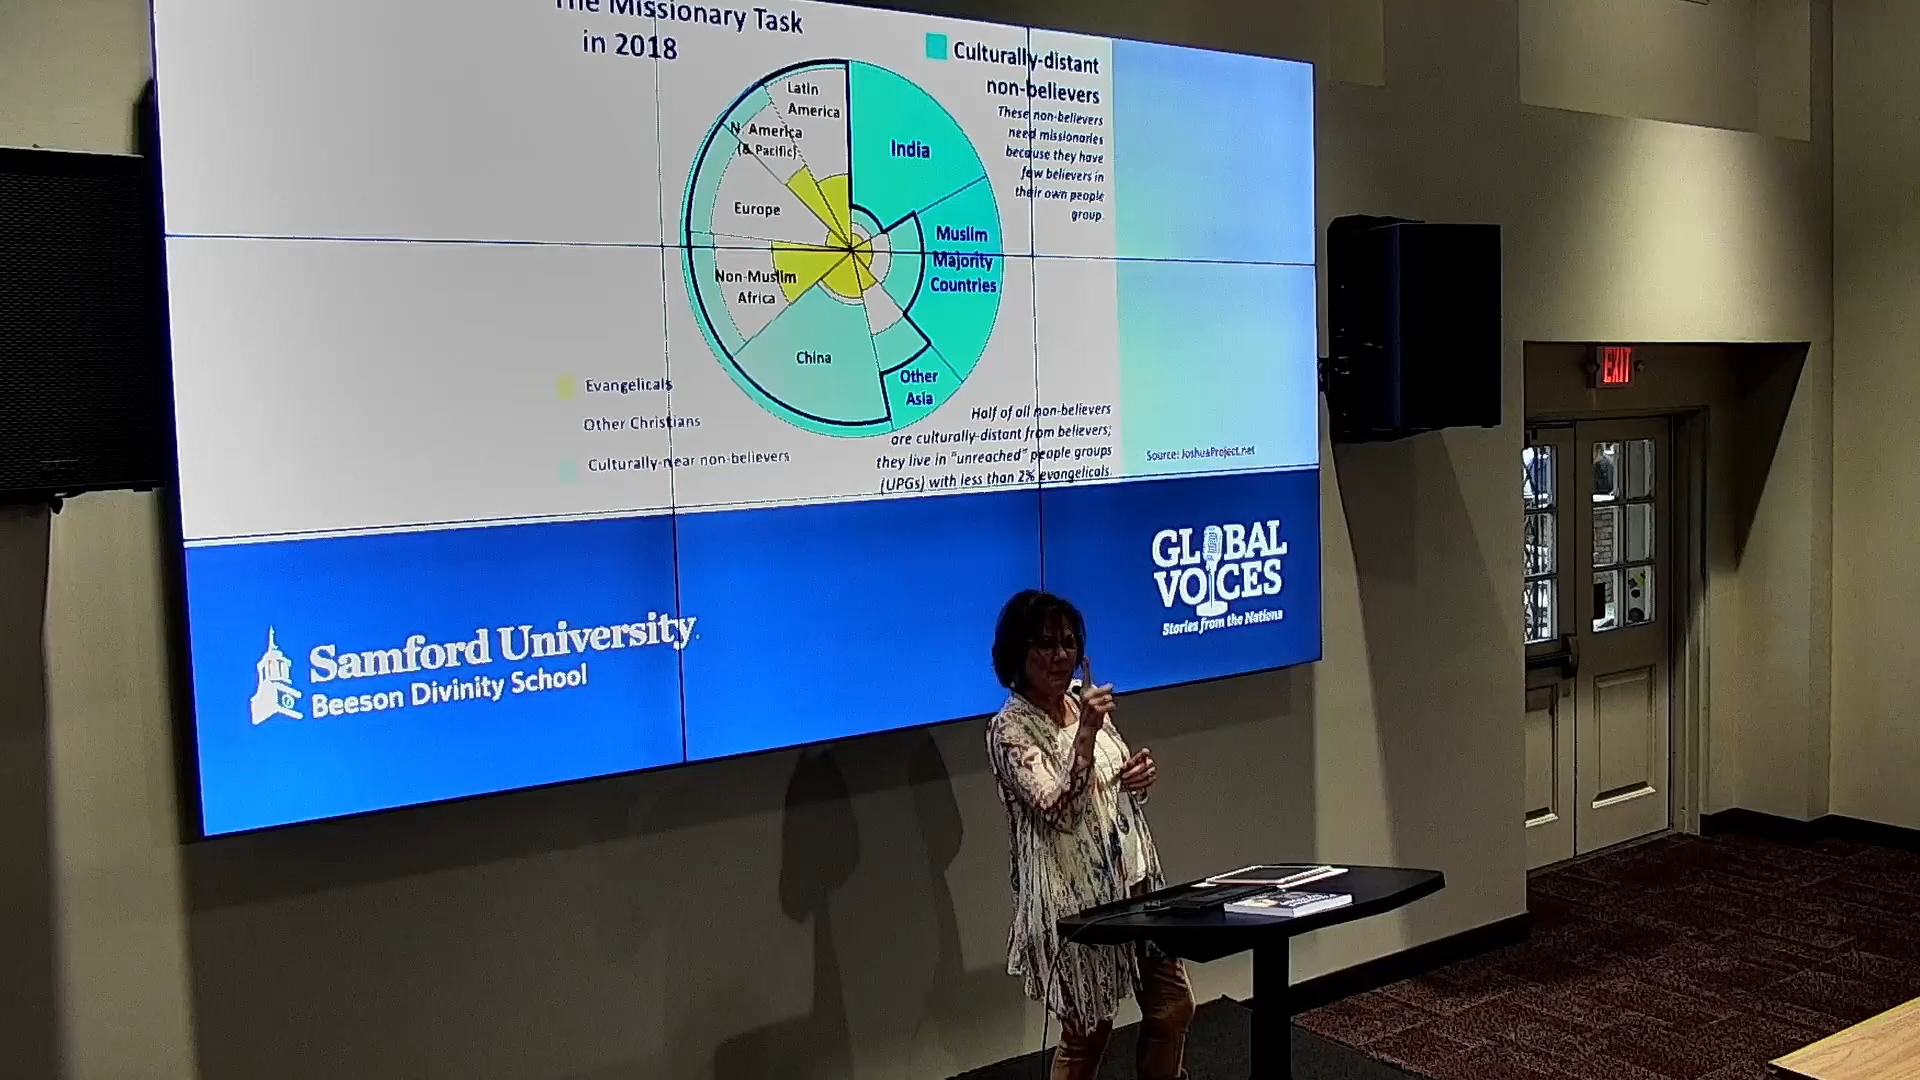 The Missionary Task
in 2018
Culturally-distant
non-believers
These non-believers
need missionaries
because they have
few believers in
their own people
group.
Latin
America
N. America
(& Pacific)
India
Europe
Muslim
Majority
Countries
Non-Muslim
Africa
China
Other
Asia
Evangelicals
Other Christians
Culturally-near non-believers
Half of all non-believers
are culturally-distant from believers;
they live in "unreached" people groups
(UPGs) with less than 2% evangelicals.
Source: JoshuaProject.net
Samford University
Beeson Divinity School
GLOBAL
VOICES
Stories from the Nations
EXIT